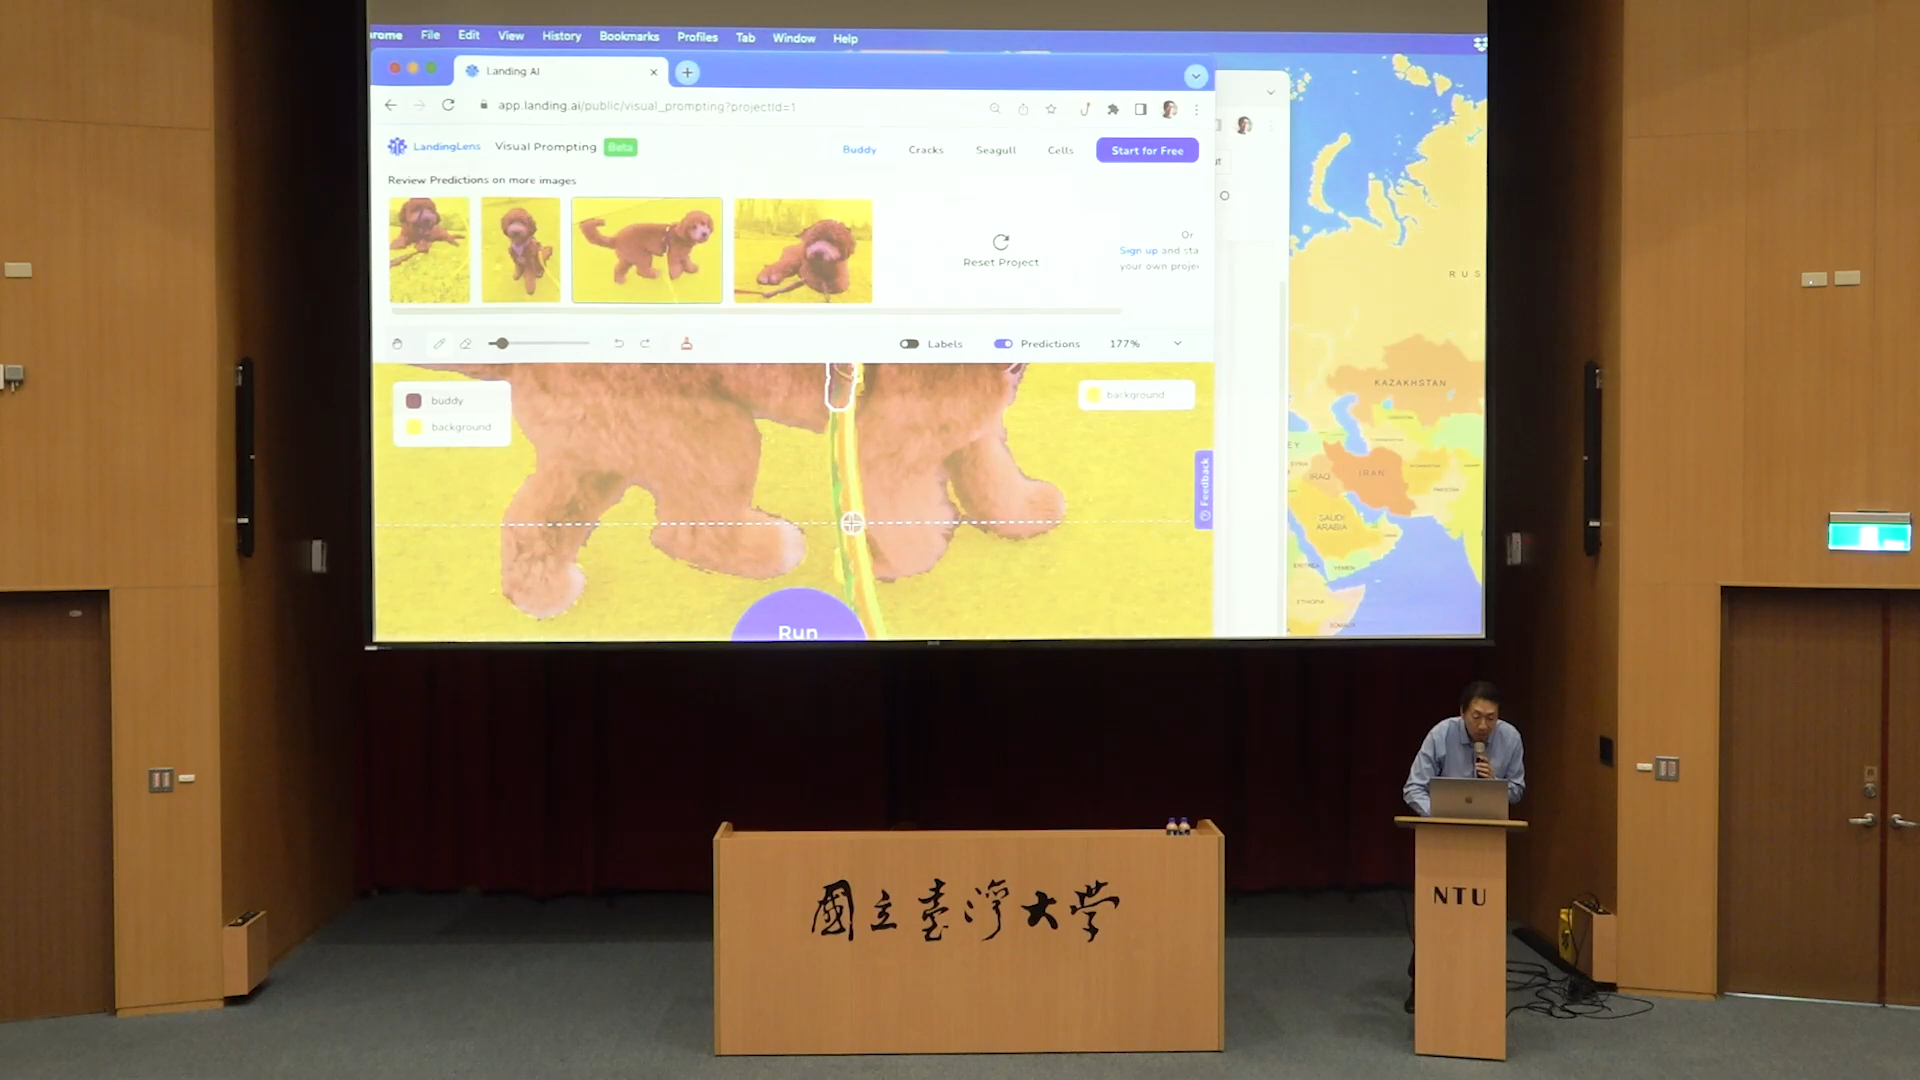 File Edit View History Bookmarks Profiles Tab Window Help
Landing AI
app.landing.ai/public/visual_prompting?projectId=1
LandingLens Visual Prompting Beta
Buddy Cracks Seagull Cells Start for Free
Review Predictions on more images
Reset Project
Or
Sign up and sta
your own projec
Labels Predictions 177%
buddy
background
background
Feedback
Run
RUS
KAZAKHSTAN
IRAQ
IRAN
SAUDI
ARABIA
YEMEN
ETHIOPIA
國立臺灣大學
NTU